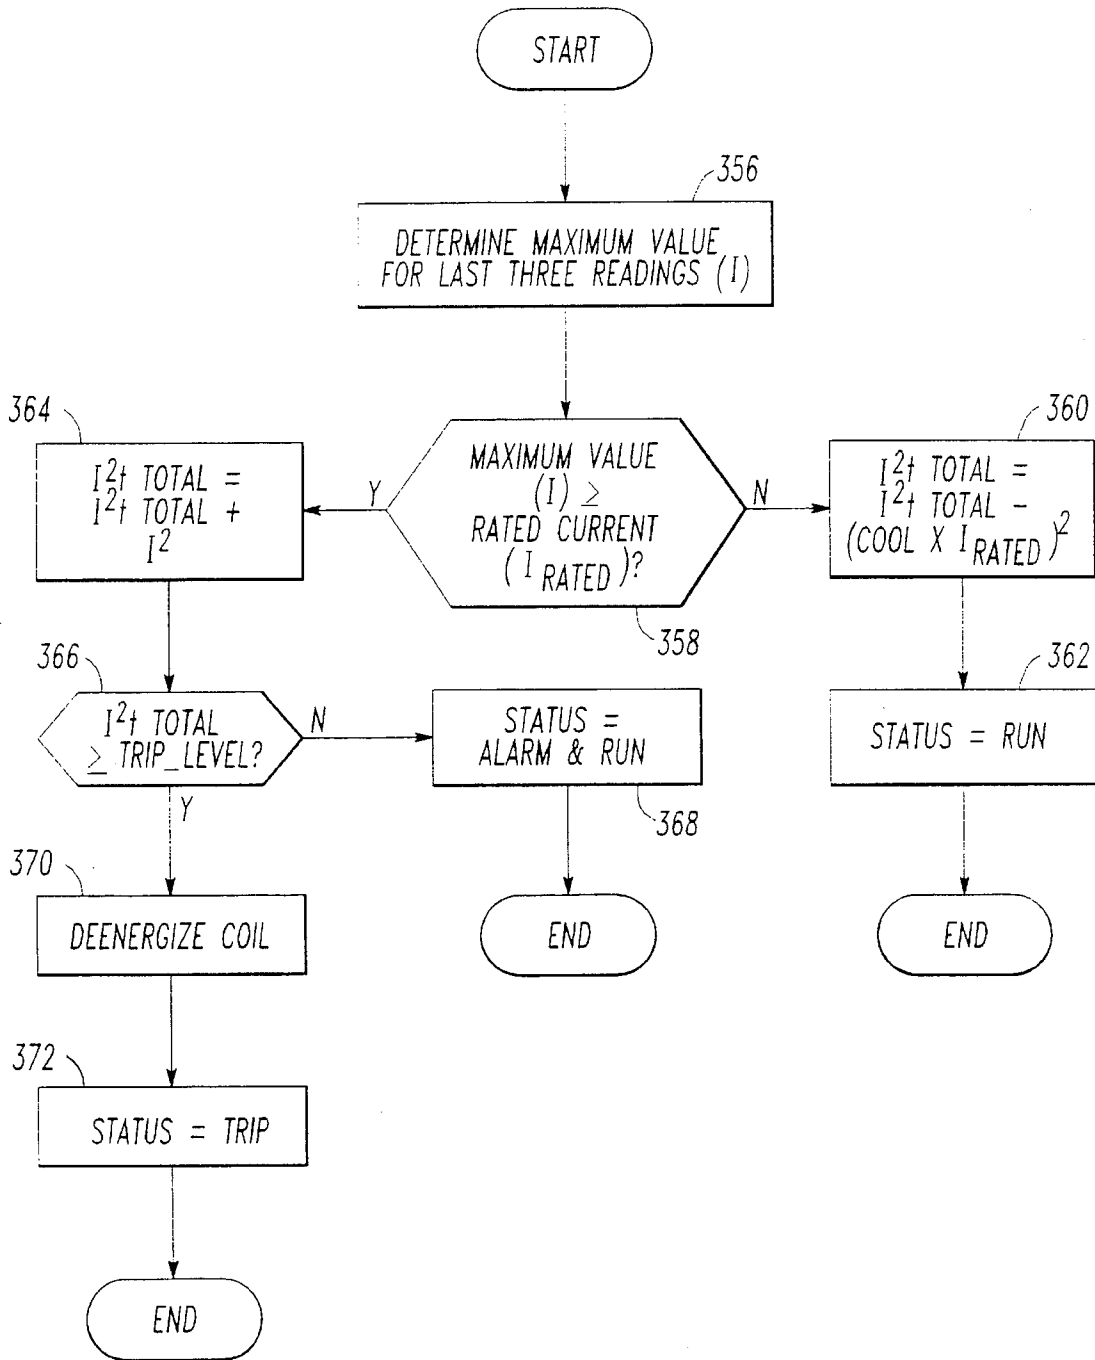 START
356
DETERMINE MAXIMUM VALUE
FOR LAST THREE READINGS (I)
364
I²t TOTAL =
I²t TOTAL +
I²
Y
MAXIMUM VALUE
(I) ≥
RATED CURRENT
(I RATED)?
358
N
360
I²t TOTAL =
I²t TOTAL -
(COOL X I RATED)²
366
I²t TOTAL
≥ TRIP_LEVEL?
N
Y
STATUS =
ALARM & RUN
368
362
STATUS = RUN
370
DEENERGIZE COIL
END
END
372
STATUS = TRIP
END